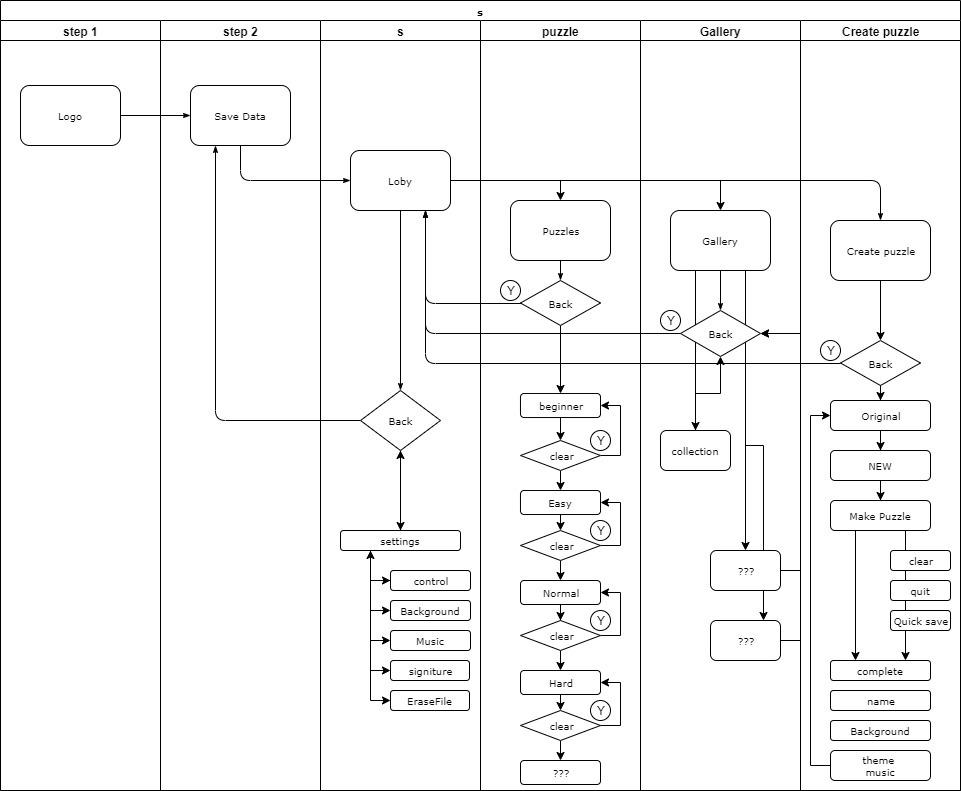 s
step 1
step 2
s
puzzle
Gallery
Create puzzle
Logo
Save Data
Loby
Back
settings
control
Background
Music
signiture
EraseFile
Puzzles
Y
Back
beginner
Y
clear
Easy
Y
clear
Normal
Y
clear
Hard
Y
clear
???
Gallery
Y
Back
collection
???
???
Create puzzle
Y
Back
Original
NEW
Make Puzzle
clear
quit
Quick save
complete
name
Background
theme
music